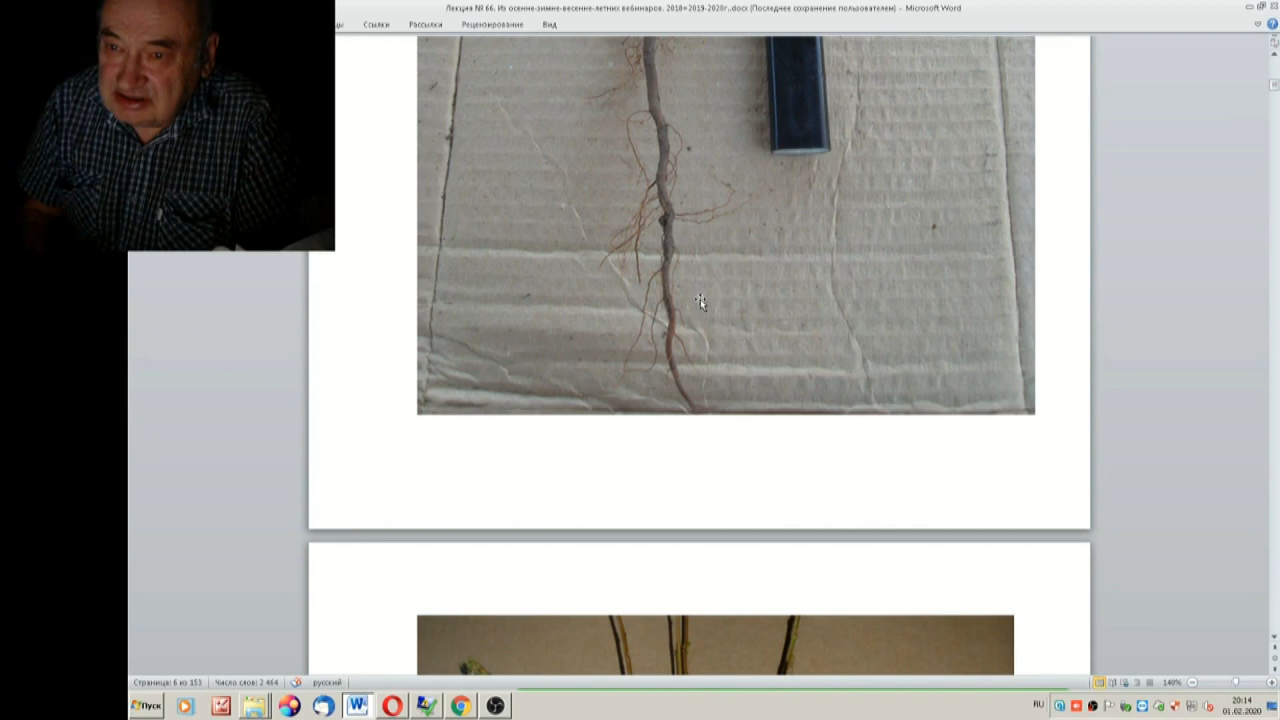 Лекция № 66. Из осенне-зимне-весенне-летних вебинаров. 2018=2019-2020г..docx (Последнее сохранение пользователем) - Microsoft Word
Ссылки Рассылки Рецензирование Вид
Страница: 6 из 153 Число слов: 2 464 русский 140%
Пуск RU 20:14
01.02.2020